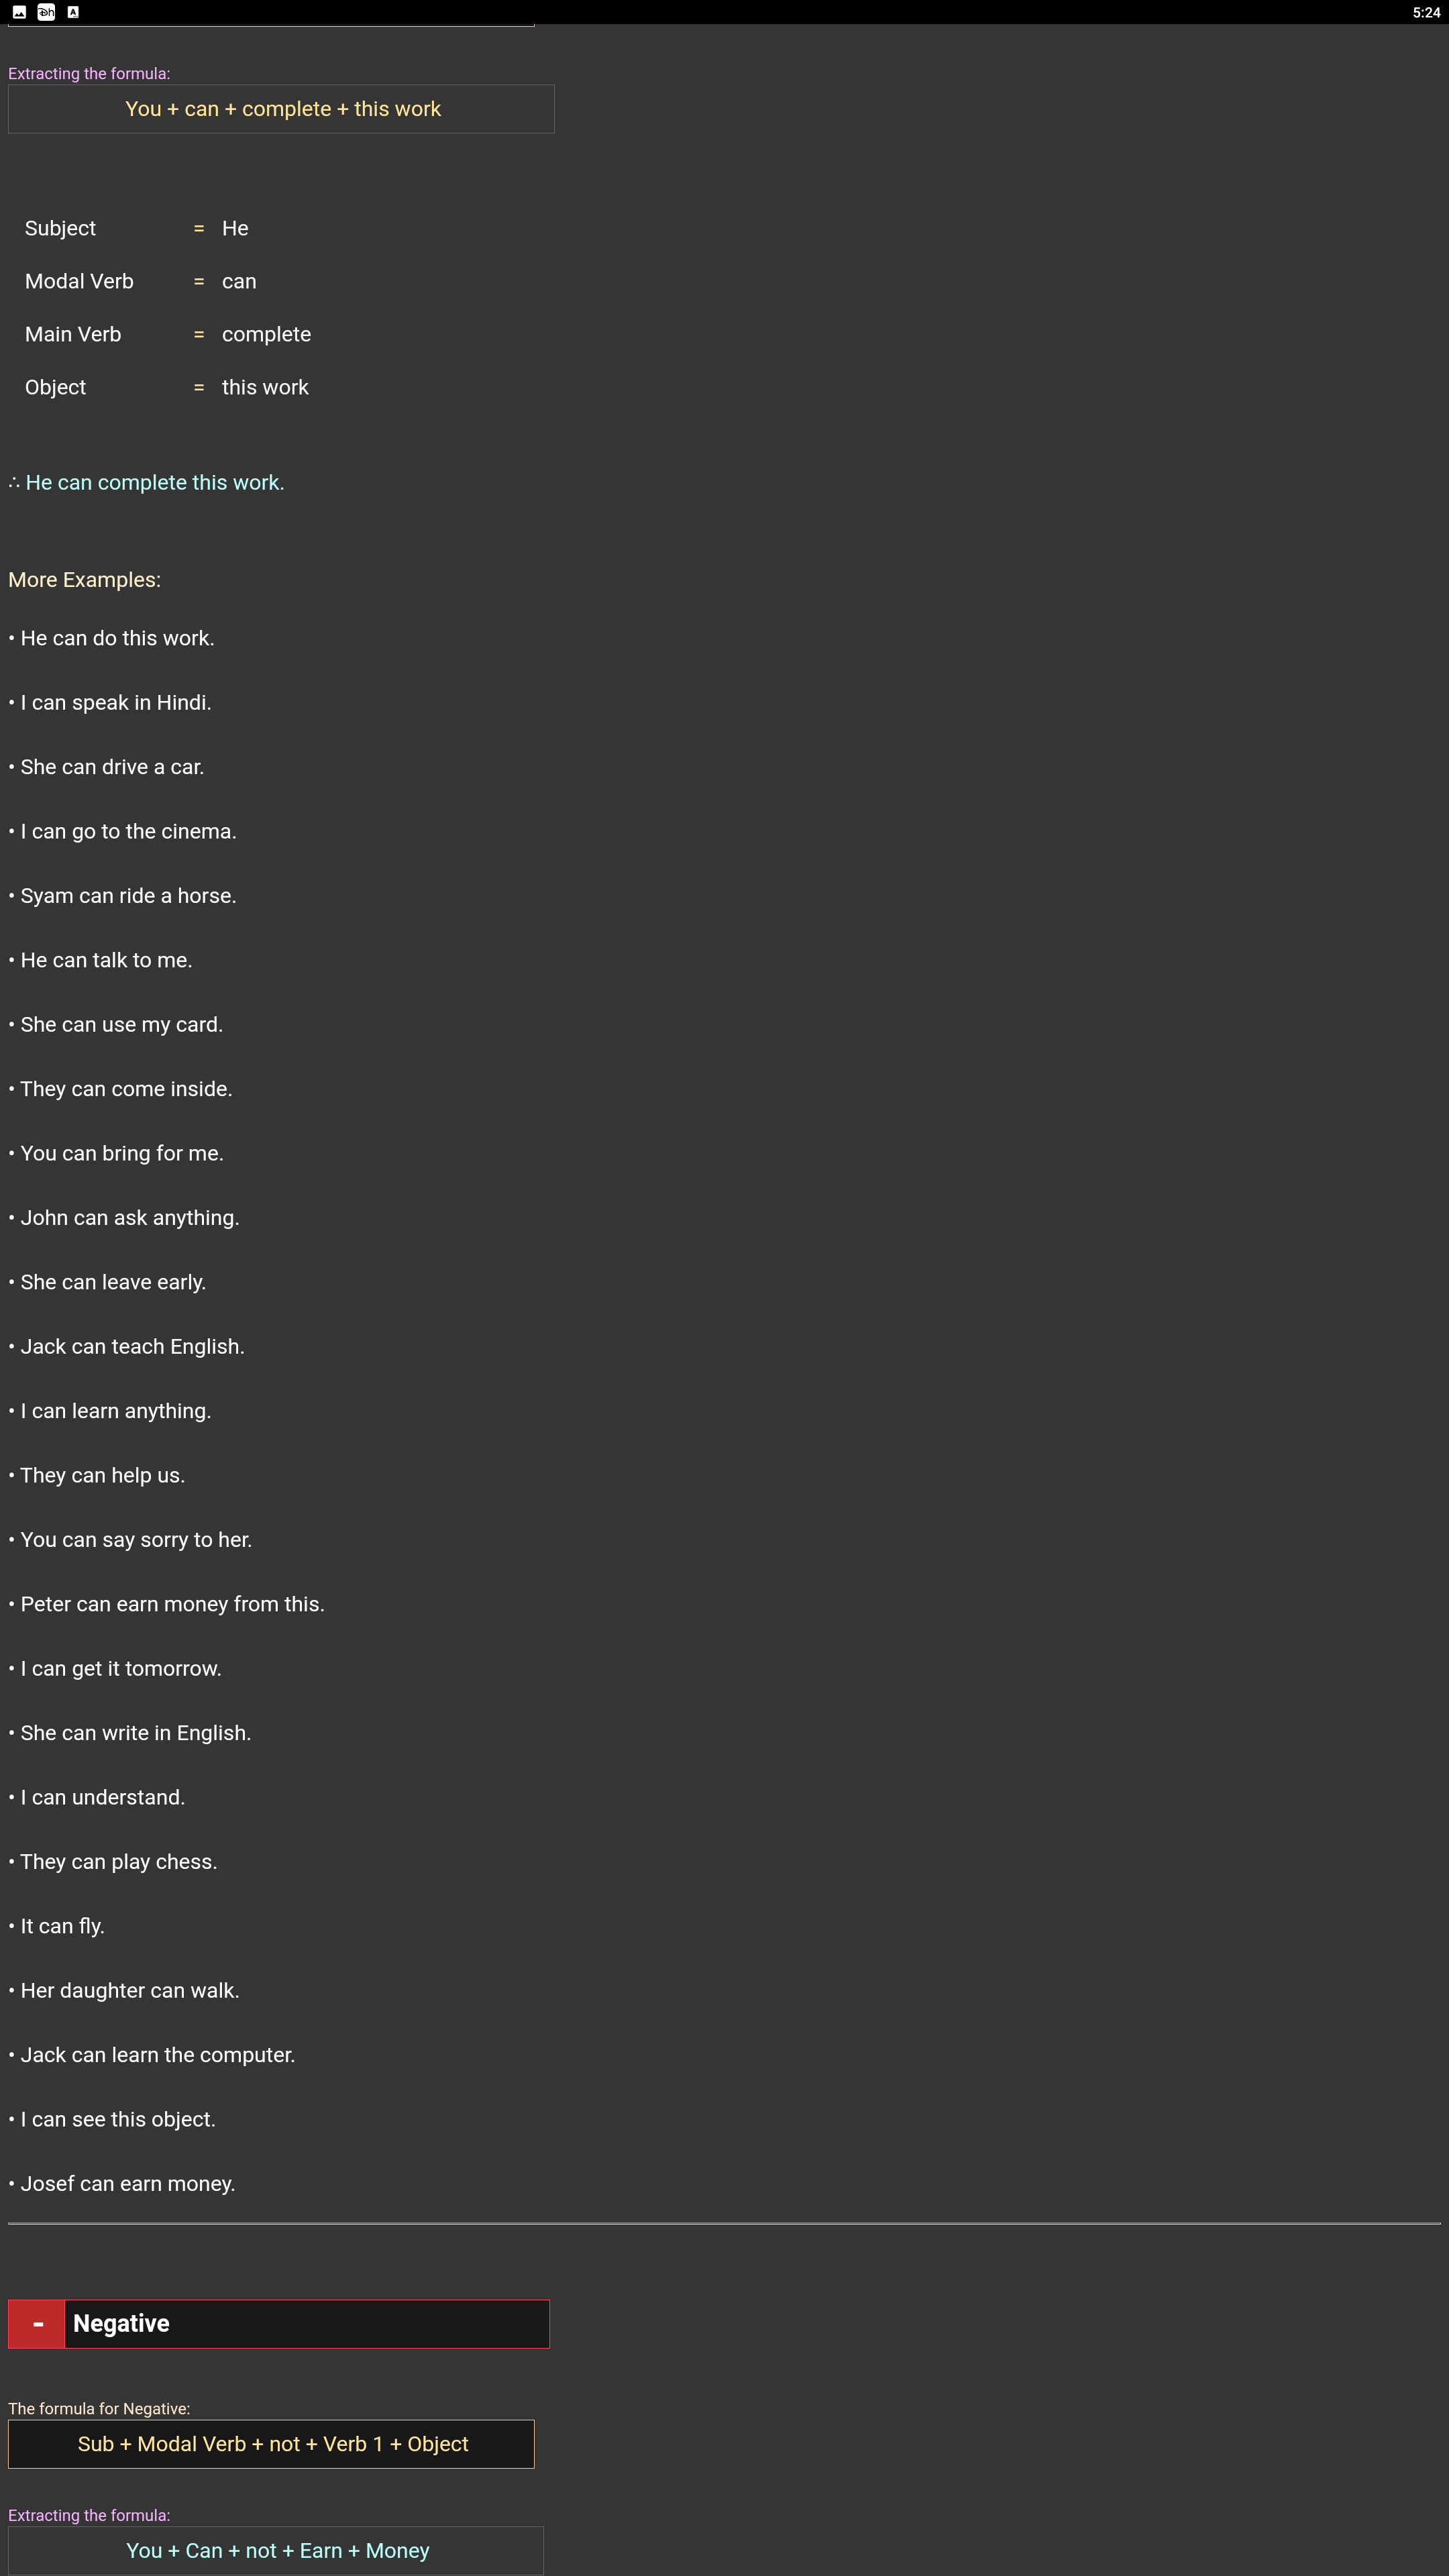 5:24
Extracting the formula:
You + can + complete + this work
Subject = He
Modal Verb = can
Main Verb = complete
Object = this work
∴ He can complete this work.
More Examples:
• He can do this work.
• I can speak in Hindi.
• She can drive a car.
• I can go to the cinema.
• Syam can ride a horse.
• He can talk to me.
• She can use my card.
• They can come inside.
• You can bring for me.
• John can ask anything.
• She can leave early.
• Jack can teach English.
• I can learn anything.
• They can help us.
• You can say sorry to her.
• Peter can earn money from this.
• I can get it tomorrow.
• She can write in English.
• I can understand.
• They can play chess.
• It can fly.
• Her daughter can walk.
• Jack can learn the computer.
• I can see this object.
• Josef can earn money.
- Negative
The formula for Negative:
Sub + Modal Verb + not + Verb 1 + Object
Extracting the formula:
You + Can + not + Earn + Money